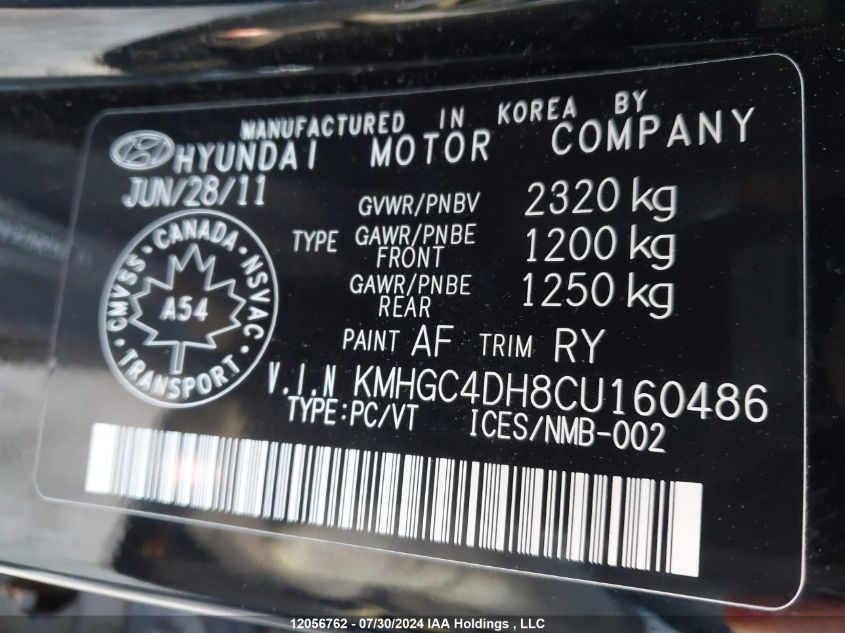 MANUFACTURED IN KOREA BY
HYUNDAI MOTOR COMPANY
JUN/28/11
GVWR/PNBV 2320 kg
TYPE GAWR/PNBE FRONT 1200 kg
GAWR/PNBE REAR 1250 kg
CMVSS · CANADA · NSVAC · TRANSPORT
A54
PAINT AF TRIM RY
V.I.N KMHGC4DH8CU160486
TYPE:PC/VT ICES/NMB-002
12056762 - 07/30/2024 IAA Holdings , LLC